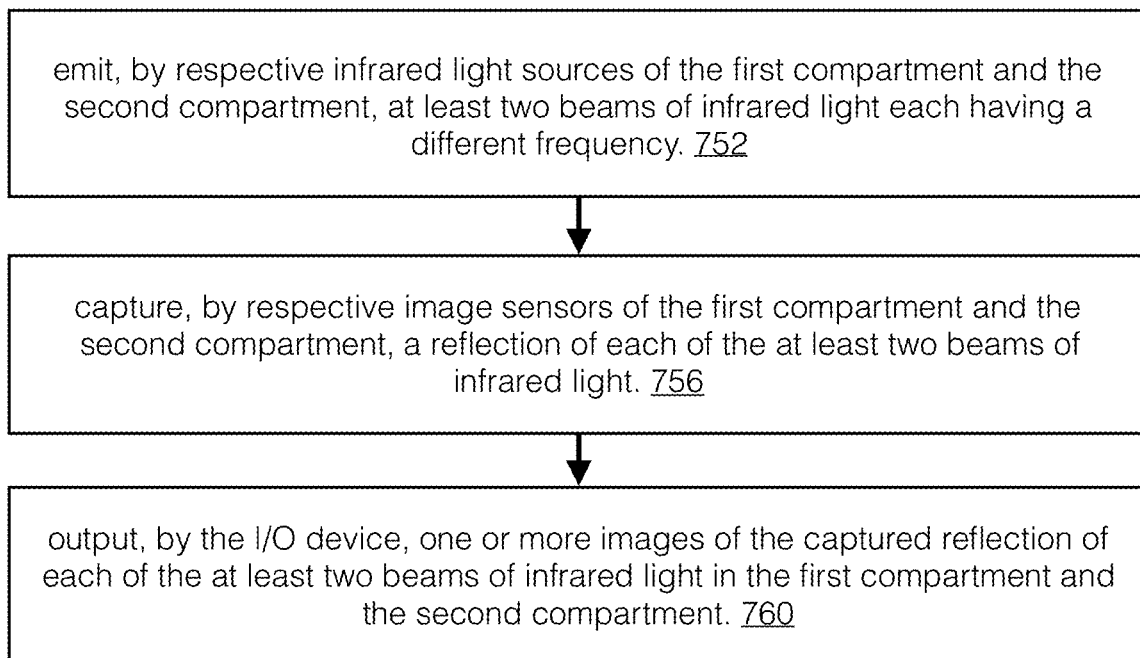 emit, by respective infrared light sources of the first compartment and the
second compartment, at least two beams of infrared light each having a
different frequency. 752
capture, by respective image sensors of the first compartment and the
second compartment, a reflection of each of the at least two beams of
infrared light. 756
output, by the I/O device, one or more images of the captured reflection of
each of the at least two beams of infrared light in the first compartment and
the second compartment. 760